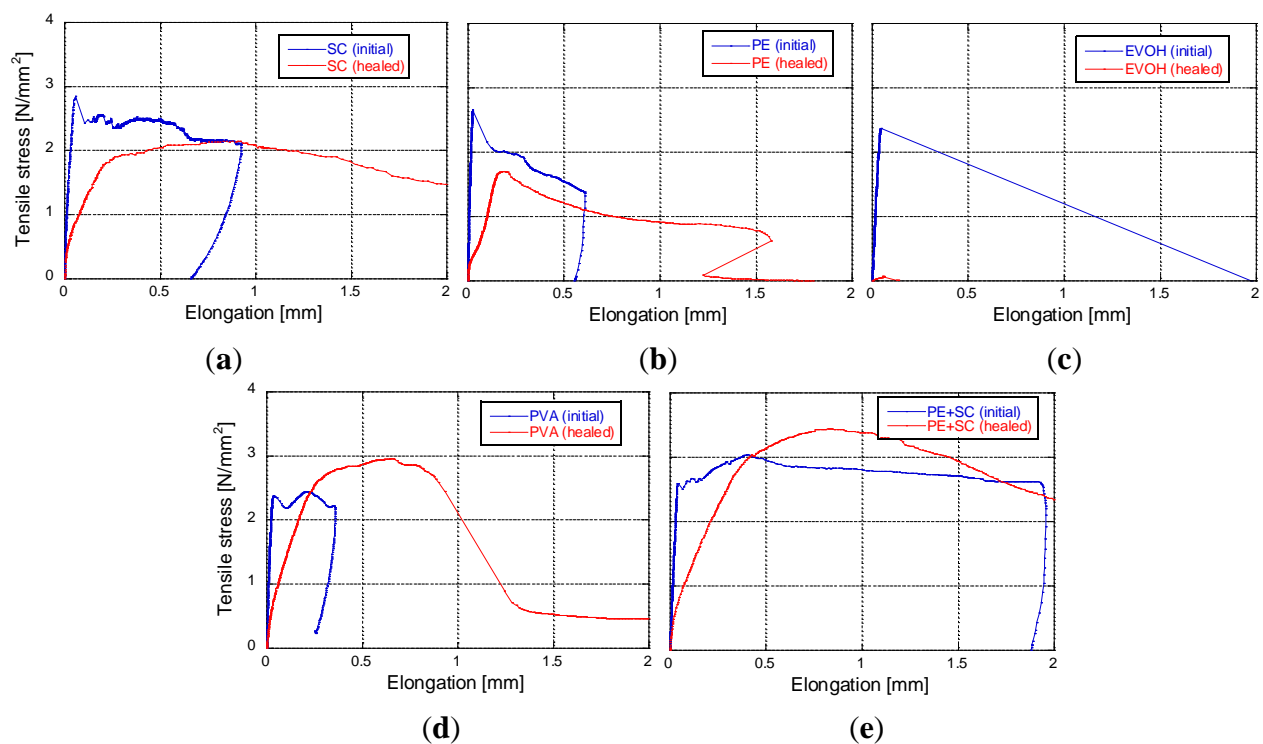 4
3
2
1
0
Tensile stress [N/mm²]
SC (initial)
SC (healed)
0 0.5 1 1.5 2
Elongation [mm]
(a)
PE (initial)
PE (healed)
0 0.5 1 1.5 2
Elongation [mm]
(b)
EVOH (initial)
EVOH (healed)
0 0.5 1 1.5 2
Elongation [mm]
(c)
4
3
2
1
0
Tensile stress [N/mm²]
PVA (initial)
PVA (healed)
0 0.5 1 1.5 2
Elongation [mm]
(d)
PE+SC (initial)
PE+SC (healed)
0 0.5 1 1.5 2
Elongation [mm]
(e)